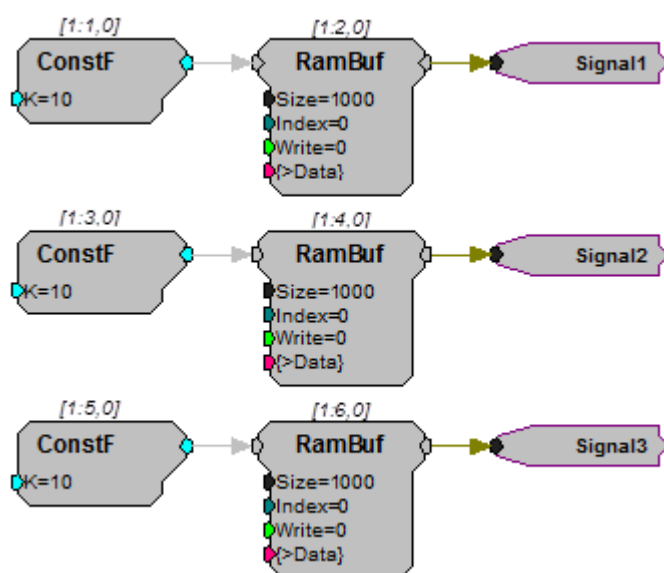 [1:1,0] [1:2,0]
ConstF RamBuf Signal1
K=10 Size=1000
Index=0
Write=0
{>Data}
[1:3,0] [1:4,0]
ConstF RamBuf Signal2
K=10 Size=1000
Index=0
Write=0
{>Data}
[1:5,0] [1:6,0]
ConstF RamBuf Signal3
K=10 Size=1000
Index=0
Write=0
{>Data}